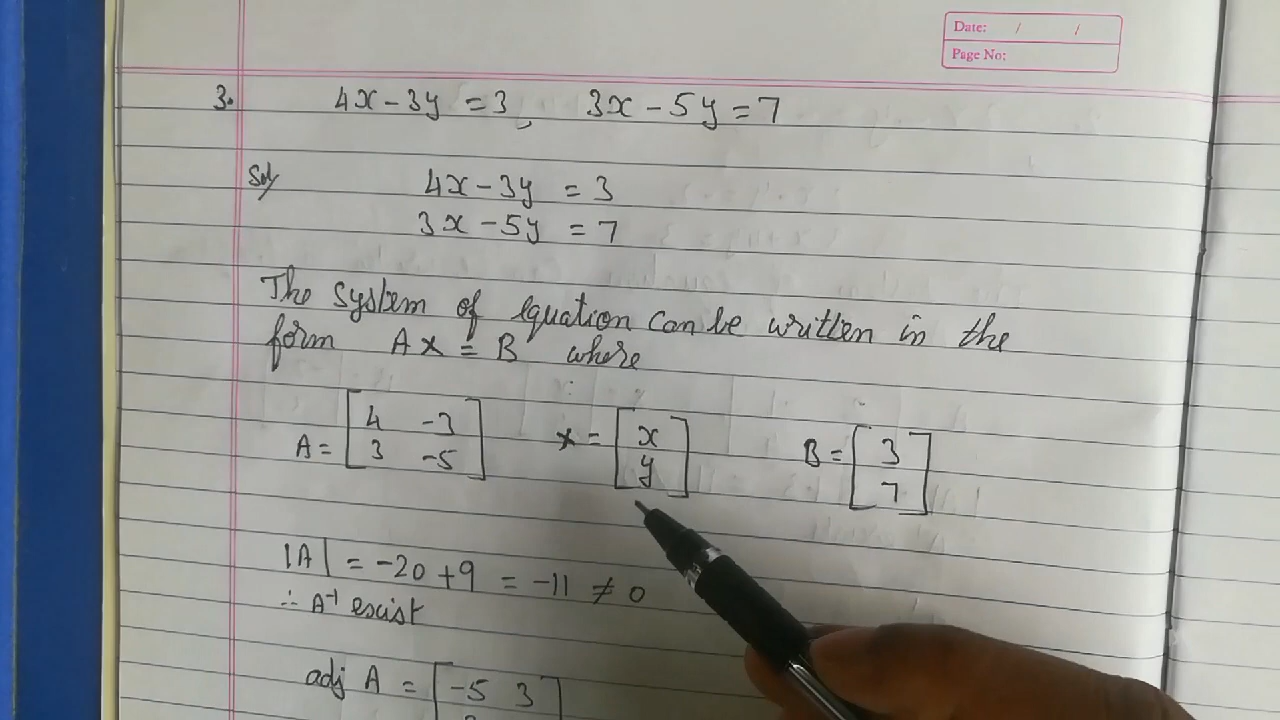 Date: / /
Page No:
3. 4x - 3y = 3, 3x - 5y = 7
Sol/ 4x - 3y = 3
3x - 5y = 7
The system of equation can be written in the
form AX = B where
A = [4 -3
3 -5] X = [x
y] B = [3
7]
|A| = -20 + 9 = -11 ≠ 0
∴ A⁻¹ exist
adj A = [-5 3